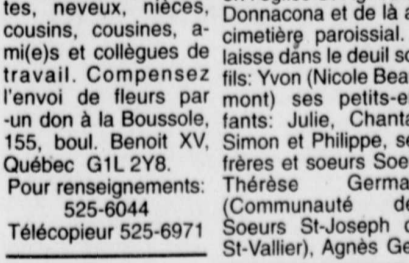 tes, neveux, nièces,
cousins, cousines, a-
mi(e)s et collègues de
travail. Compensez
l'envoi de fleurs par
-un don à la Boussole,
155, boul. Benoit XV,
Québec G1L 2Y8.
Pour renseignements:
525-6044
Télécopieur 525-6971
Donnacona et de là a
cimetière paroissial.
laisse dans le deuil so
fils: Yvon (Nicole Bea
mont) ses petits-e
fants: Julie, Chanta
Simon et Philippe, se
frères et soeurs Soe
Thérèse Germa
(Communauté de
Soeurs St-Joseph d
St-Vallier), Agnès Ge